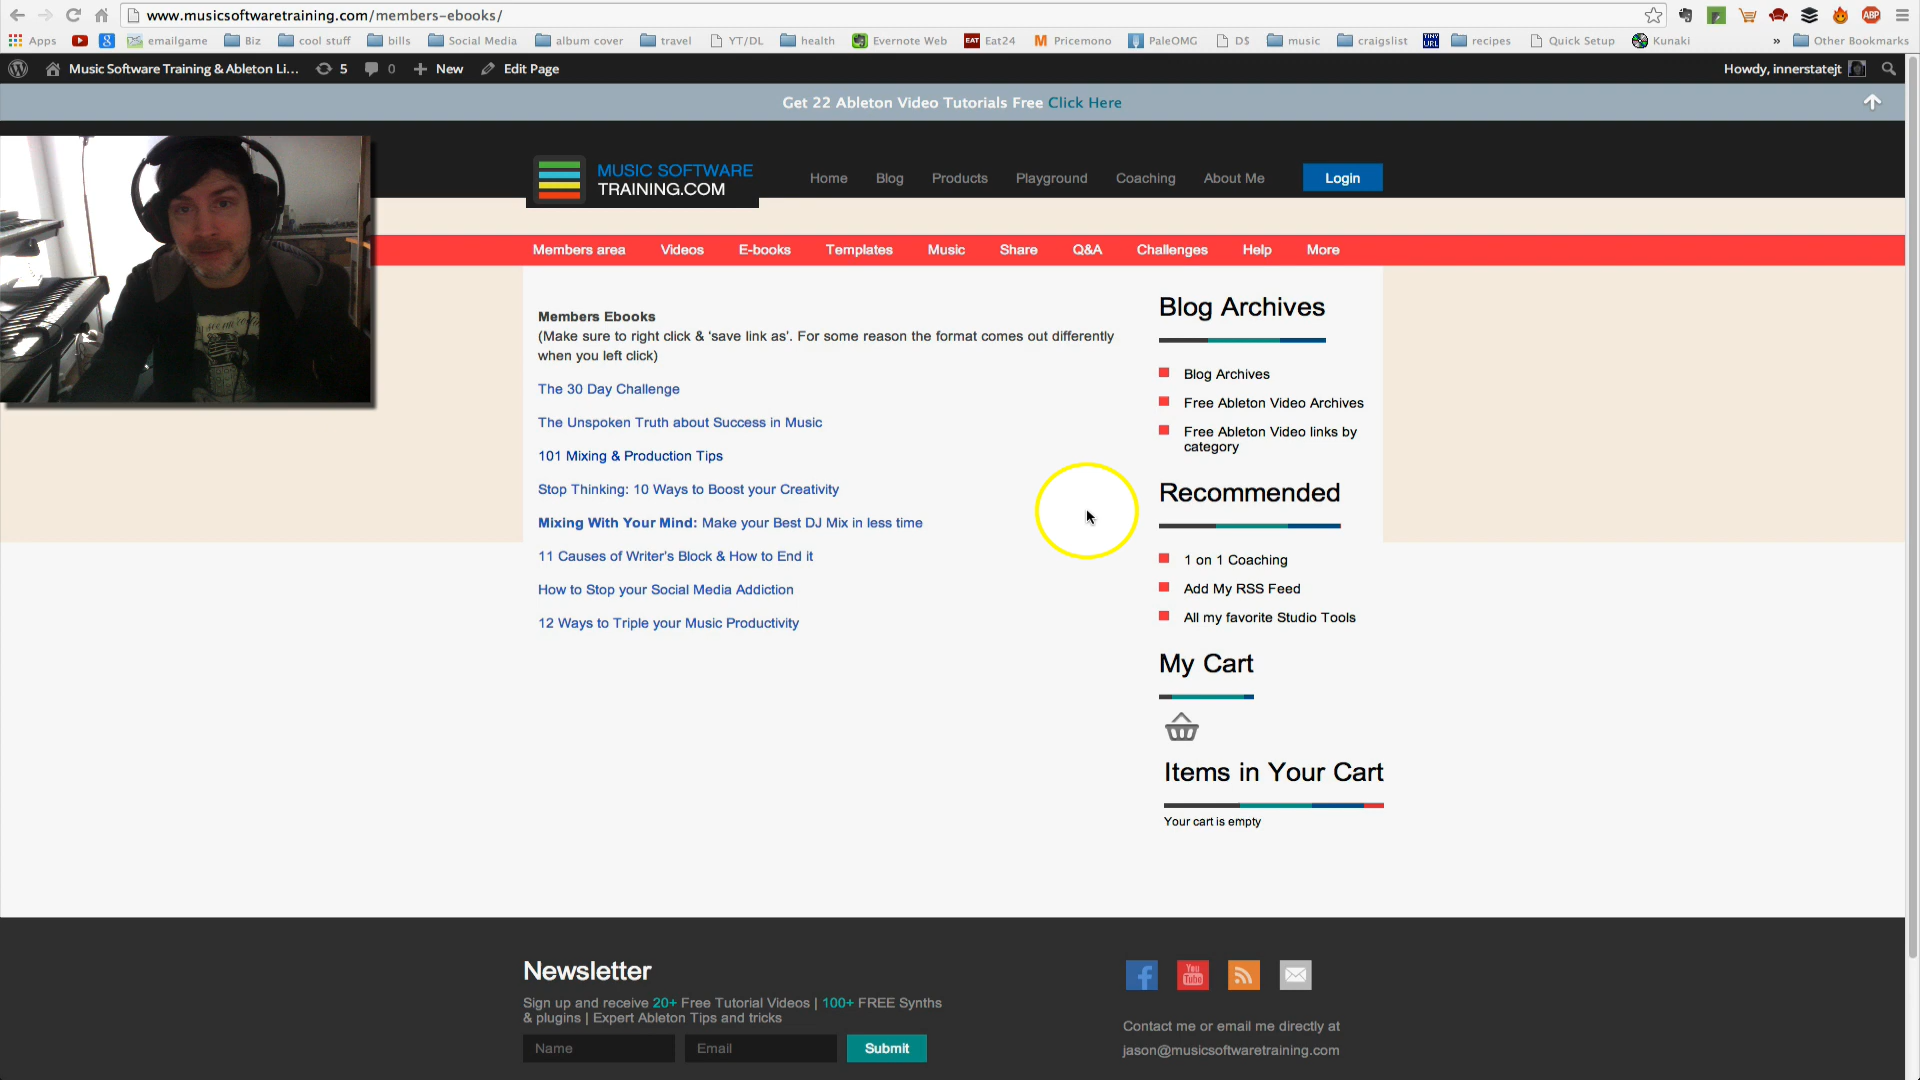 www.musicsoftwaretraining.com/members-ebooks/
Apps emailgame Biz cool stuff bills Social Media album cover travel YT/DL health Evernote Web EAT Eat24 M Pricemono PaleOMG D$ music craigslist TINY URL recipes Quick Setup Kunaki » Other Bookmarks
ABP
Music Software Training & Ableton Li... 5 0 New Edit Page Howdy, innerstatejt
Get 22 Ableton Video Tutorials Free Click Here
MUSIC SOFTWARE
TRAINING.COM
Home Blog Products Playground Coaching About Me Login
Members area Videos E-books Templates Music Share Q&A Challenges Help More
Members Ebooks
(Make sure to right click & 'save link as'. For some reason the format comes out differently
when you left click)
The 30 Day Challenge
The Unspoken Truth about Success in Music
101 Mixing & Production Tips
Stop Thinking: 10 Ways to Boost your Creativity
Mixing With Your Mind: Make your Best DJ Mix in less time
11 Causes of Writer's Block & How to End it
How to Stop your Social Media Addiction
12 Ways to Triple your Music Productivity
Blog Archives
Blog Archives
Free Ableton Video Archives
Free Ableton Video links by
category
Recommended
1 on 1 Coaching
Add My RSS Feed
All my favorite Studio Tools
My Cart
Items in Your Cart
Your cart is empty
Newsletter
Sign up and receive 20+ Free Tutorial Videos | 100+ FREE Synths
& plugins | Expert Ableton Tips and tricks
Name Email Submit
You Tube
Contact me or email me directly at
jason@musicsoftwaretraining.com